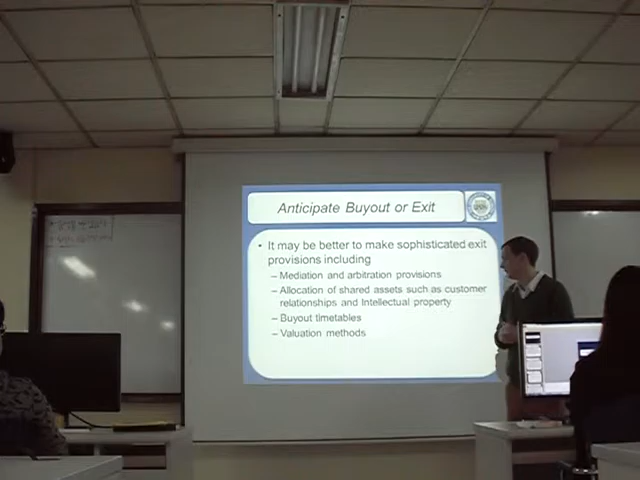 Anticipate Buyout or Exit
• It may be better to make sophisticated exit
provisions including
– Mediation and arbitration provisions
– Allocation of shared assets such as customer
relationships and Intellectual property
– Buyout timetables
– Valuation methods